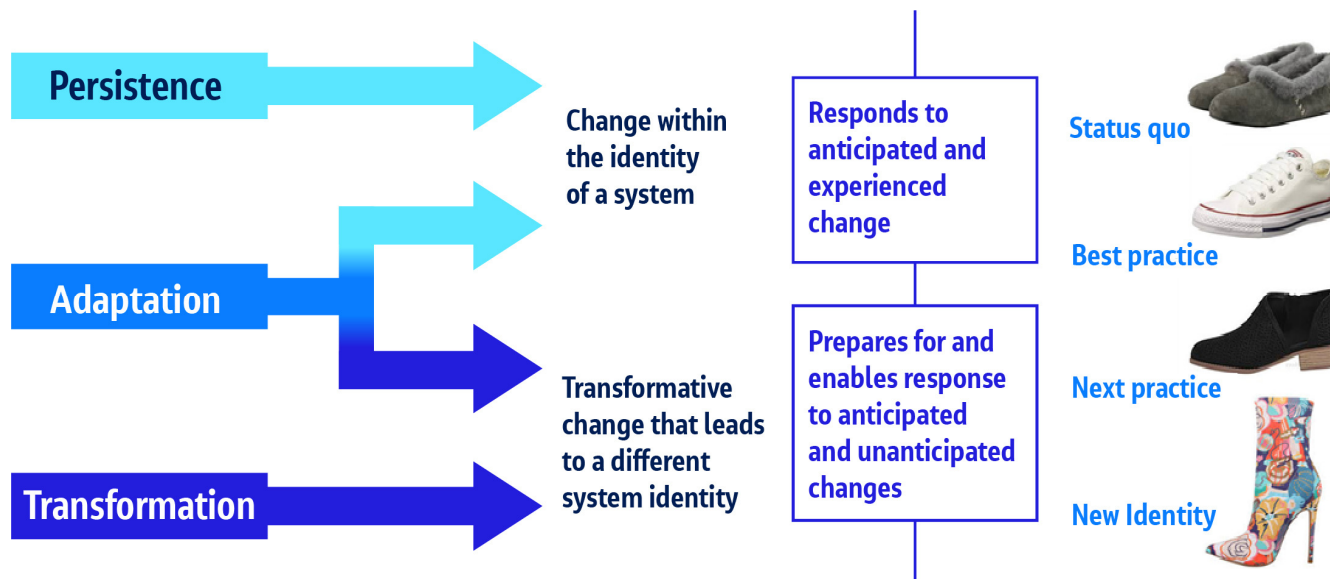 Persistence
Adaptation
Transformation
Change within
the identity
of a system
Transformative
change that leads
to a different
system identity
Responds to
anticipated and
experienced
change
Prepares for and
enables response
to anticipated
and unanticipated
changes
Status quo
Best practice
Next practice
New Identity